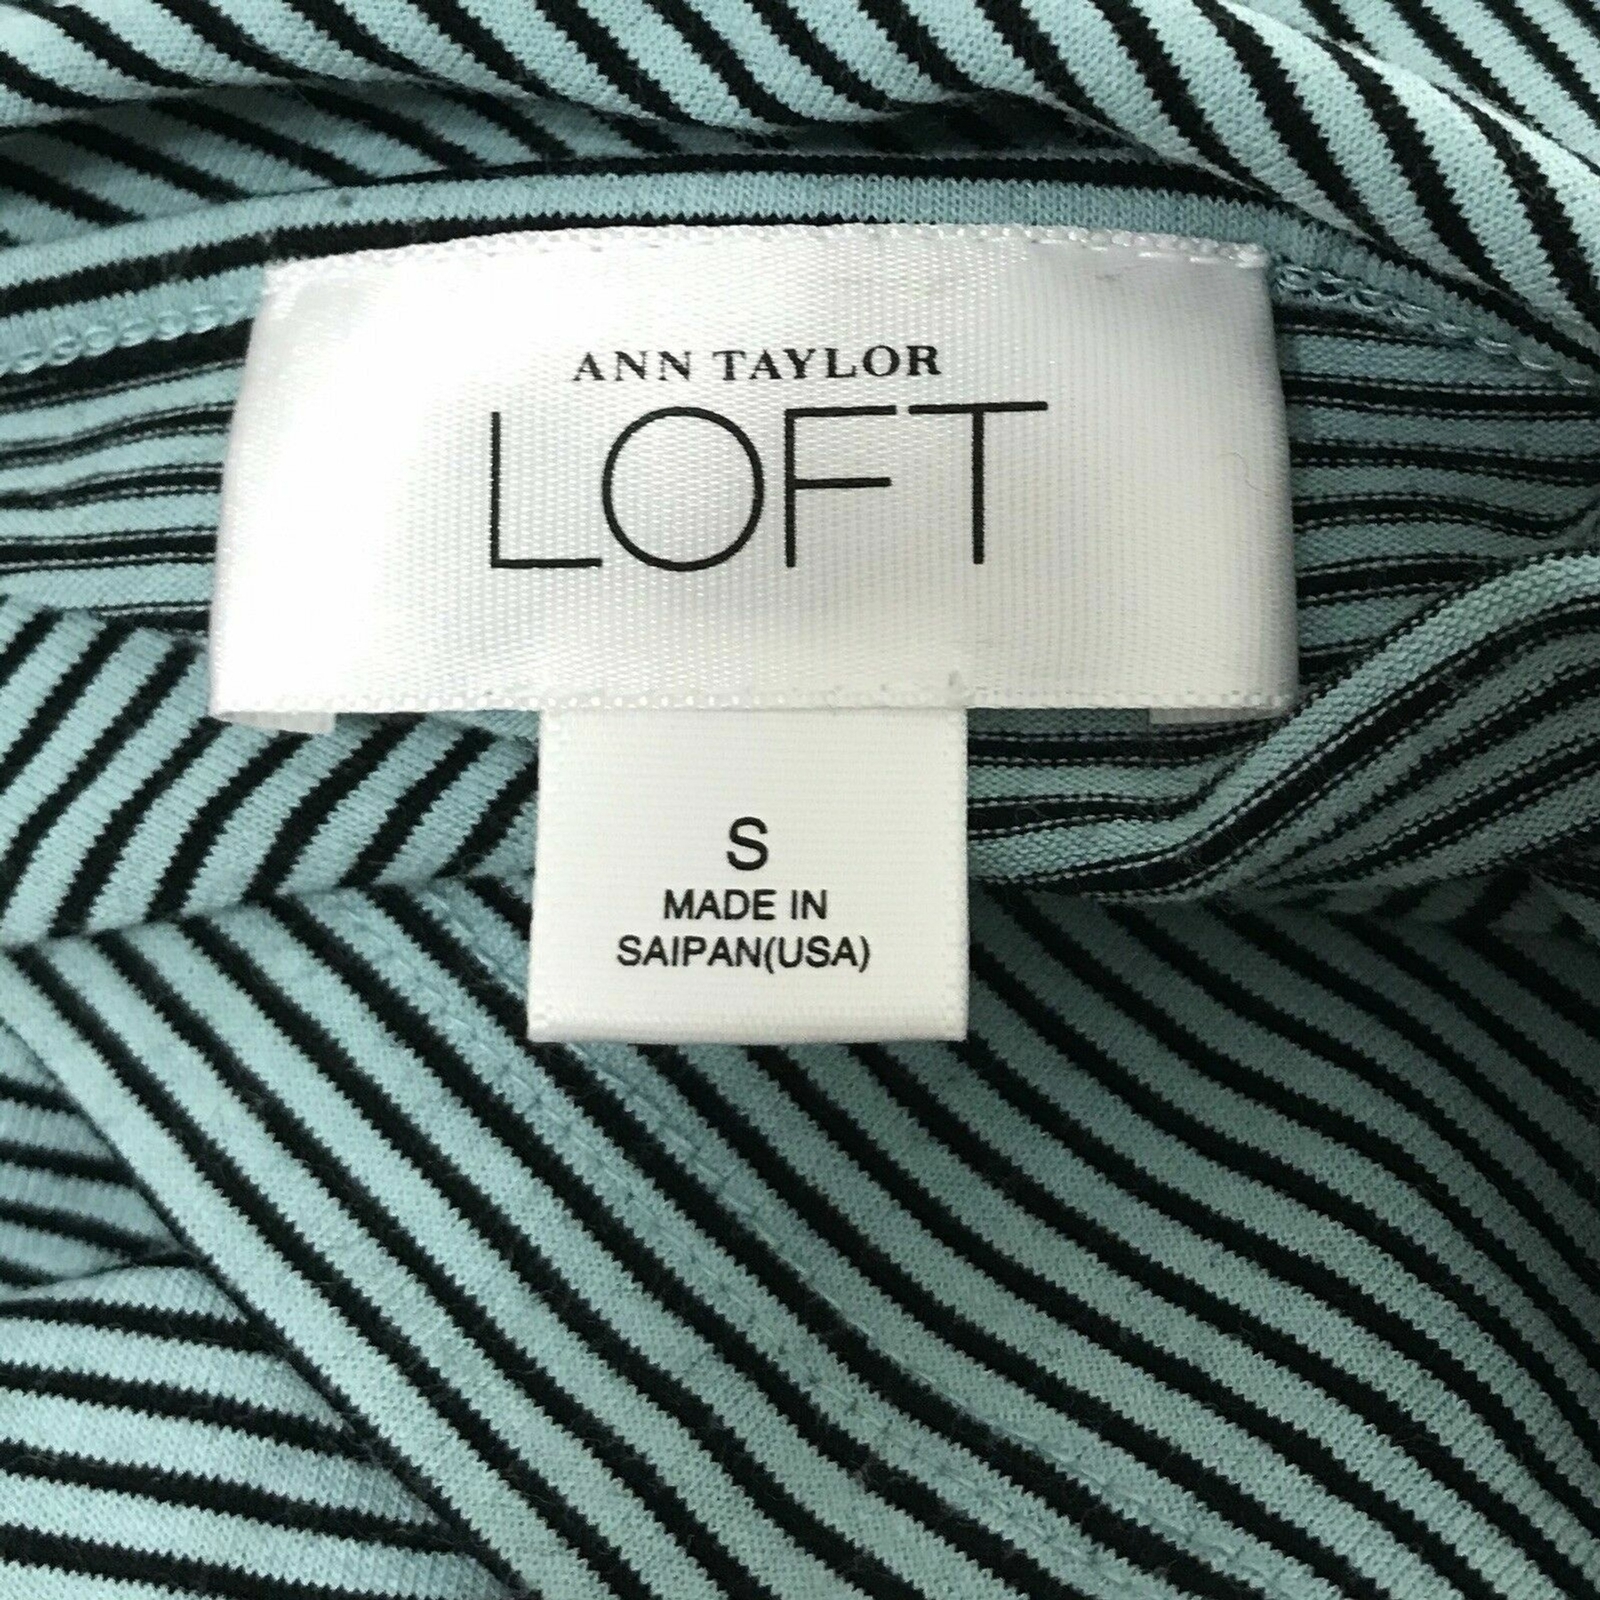 ANN TAYLOR
LOFT
S
MADE IN
SAIPAN(USA)